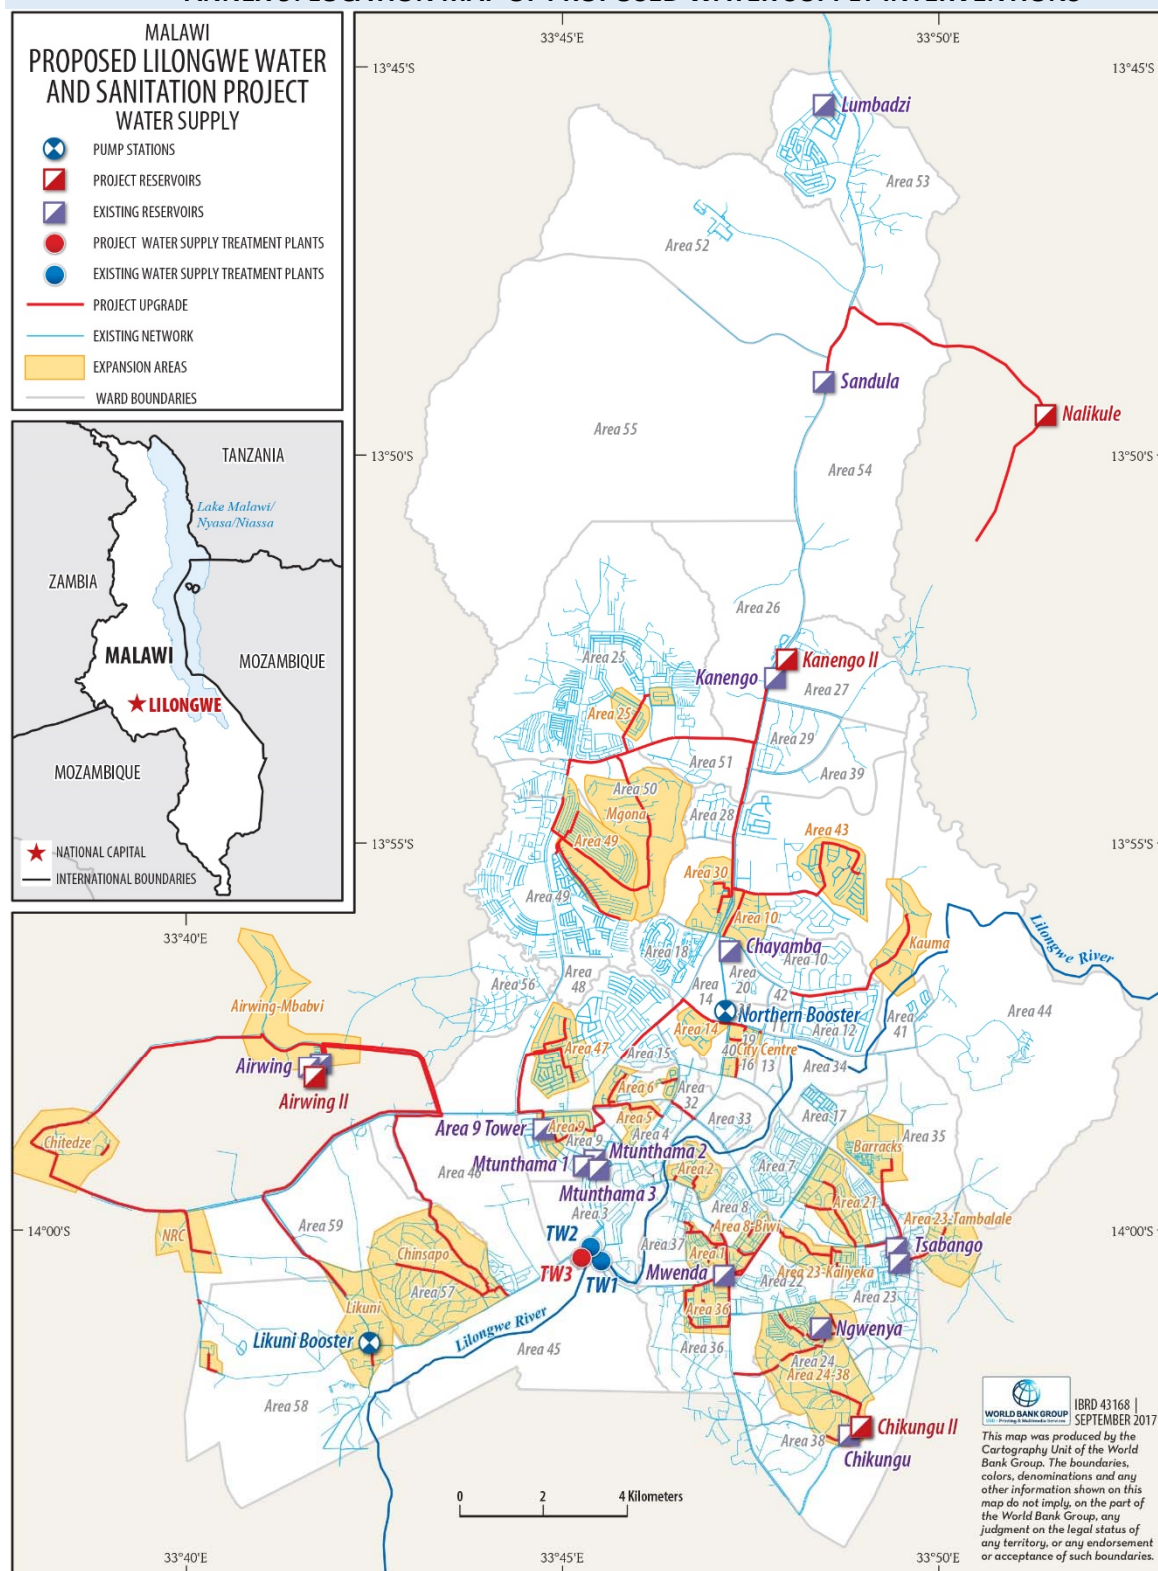 MALAWI
PROPOSED LILONGWE WATER
AND SANITATION PROJECT
WATER SUPPLY
PUMP STATIONS
PROJECT RESERVOIRS
EXISTING RESERVOIRS
PROJECT WATER SUPPLY TREATMENT PLANTS
EXISTING WATER SUPPLY TREATMENT PLANTS
PROJECT UPGRADE
EXISTING NETWORK
EXPANSION AREAS
WARD BOUNDARIES
TANZANIA
Lake Malawi/
Nyasa/Niassa
ZAMBIA
MALAWI
MOZAMBIQUE
LILONGWE
MOZAMBIQUE
NATIONAL CAPITAL
INTERNATIONAL BOUNDARIES
33°45'E
33°50'E
13°45'S
13°45'S
Lumbadzi
Area 53
Area 52
Sandula
Nalikule
Area 55
13°50'S
13°50'S
Area 54
Area 26
Area 25
Kanengo II
Kanengo
Area 27
Area 25
Area 29
Area 51
Area 39
Area 50
Mgona
Area 28
Area 43
Area 49
13°55'S
13°55'S
Area 30
Area 49
Area 10
33°40'E
Chayamba
Kauma
Lilongwe
River
Area 18
Area 10
Area
48
Area
20
Area 56
Area
14
42
Airwing-Mbabvi
Northern Booster
Area 44
Area 14
11
Area 12
Area
41
19
Area 47
Area 15
40
City Centre
16
13
Area 34
Airwing
Airwing II
Area 6
Area
32
Area 17
Area 33
Area 5
Area 9 Tower
Area 9
Area 4
Area 35
Barracks
Chitedze
Area 9
Mtunthama 2
Mtunthama 1
Area 2
Area 7
Area 46
Mtunthama 3
Area 8
Area 21
Area 3
Area 8-Biwi
Area 23-Tambalale
14°00'S
14°00'S
Area 59
NRC
TW2
Area 37
Tsabango
Chinsapo
Area 1
TW3
TW1
Mwenda
Area 23-Kaliyeka
Area 22
Area 57
Area 23
Likuni
Area 36
Lilongwe River
Ngwenya
Likuni Booster
Area 45
Area 36
Area 24
Area 24-38
Area 58
Chikungu II
Area 38
Chikungu
0
2
4 Kilometers
WORLD BANK GROUP
IBRD 43168 |
SEPTEMBER 2017
This map was produced by the
Cartography Unit of the World
Bank Group. The boundaries,
colors, denominations and any
other information shown on this
map do not imply, on the part of
the World Bank Group, any
judgment on the legal status of
any territory, or any endorsement
or acceptance of such boundaries.
33°40'E
33°45'E
33°50'E